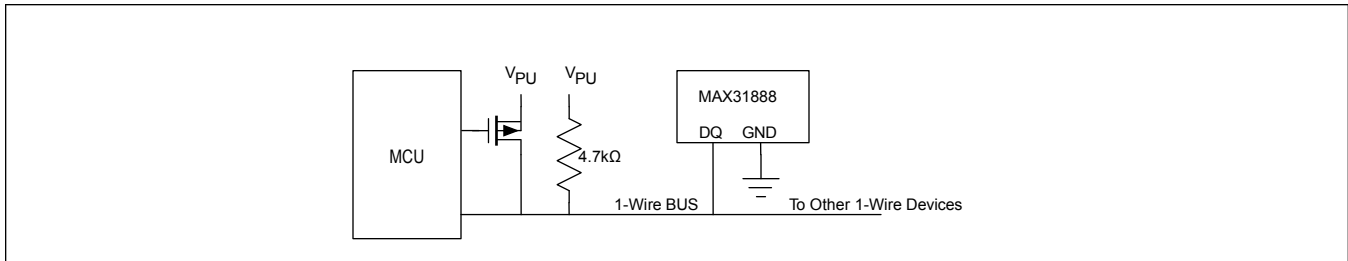 VPU VPU
MAX31888
DQ GND
MCU
4.7kΩ
1-Wire BUS To Other 1-Wire Devices